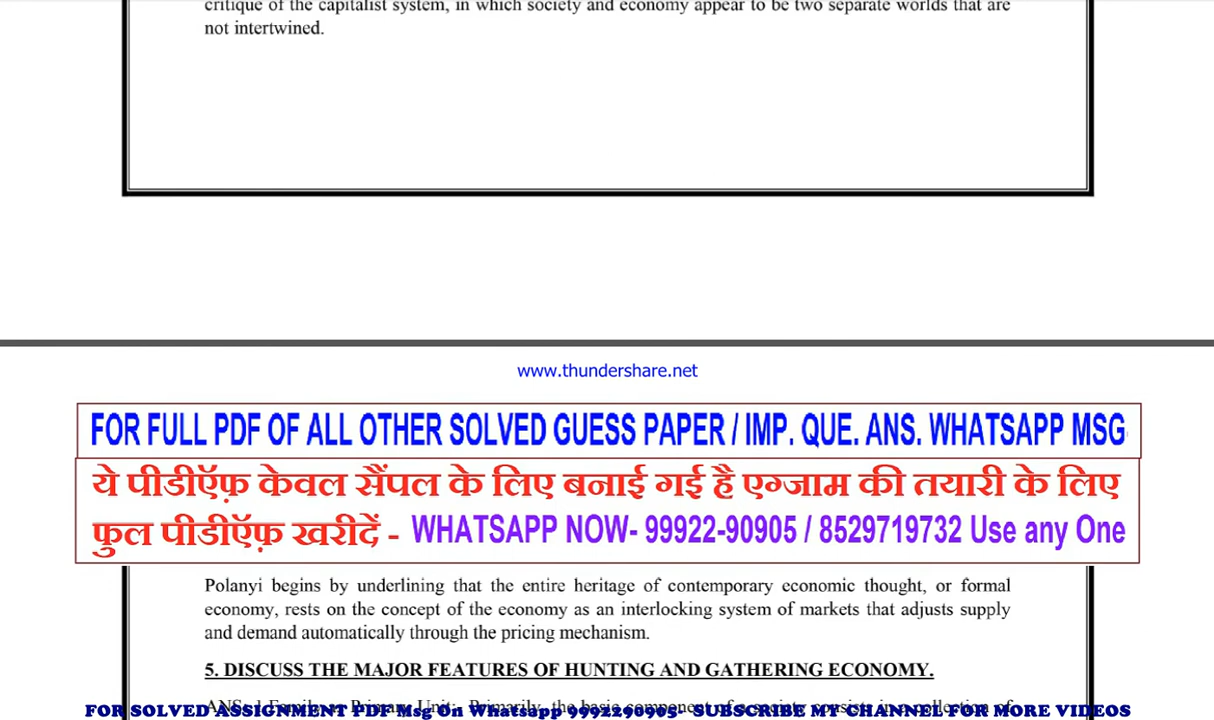 critique of the capitalist system, in which society and economy appear to be two separate worlds that are
not intertwined.
www.thundershare.net
FOR FULL PDF OF ALL OTHER SOLVED GUESS PAPER / IMP. QUE. ANS. WHATSAPP MSG
ये पीडीऍफ़ केवल सैंपल के लिए बनाई गई है एग्जाम की तयारी के लिए
फुल पीडीऍफ़ खरीदें - WHATSAPP NOW- 99922-90905 / 8529719732 Use any One
Polanyi begins by underlining that the entire heritage of contemporary economic thought, or formal
economy, rests on the concept of the economy as an interlocking system of markets that adjusts supply
and demand automatically through the pricing mechanism.
5. DISCUSS THE MAJOR FEATURES OF HUNTING AND GATHERING ECONOMY.
FOR SOLVED ASSIGNMENT PDF Msg On Whatsapp 9992290905- SUBSCRIBE MY CHANNEL FOR MORE VIDEOS